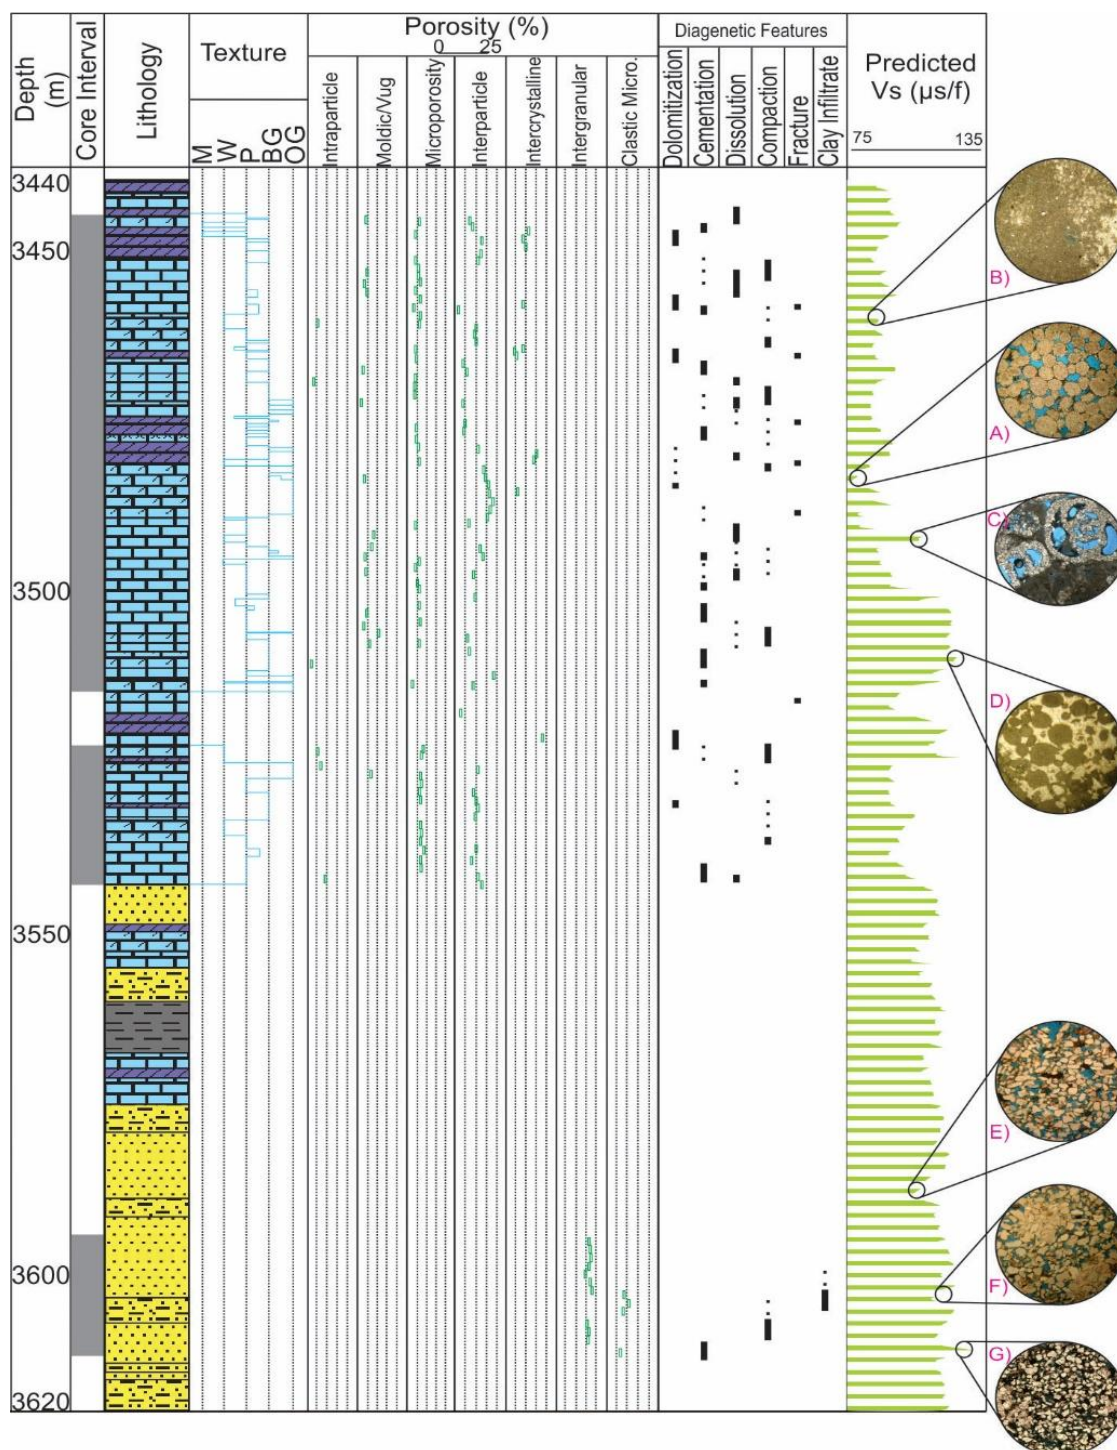 Depth
(m)
Core Interval
Lithology
Texture
M
W
P
BG
OG
Porosity (%)
0 25
Intraparticle
Moldic/Vug
Microporosity
Interparticle
Intercrystalline
Intergranular
Clastic Micro.
Diagenetic Features
Dolomitization
Cementation
Dissolution
Compaction
Fracture
Clay Infiltrate
Predicted
Vs (µs/f)
75 135
3440
3450
3500
3550
3600
3620
B)
A)
C)
D)
E)
F)
G)